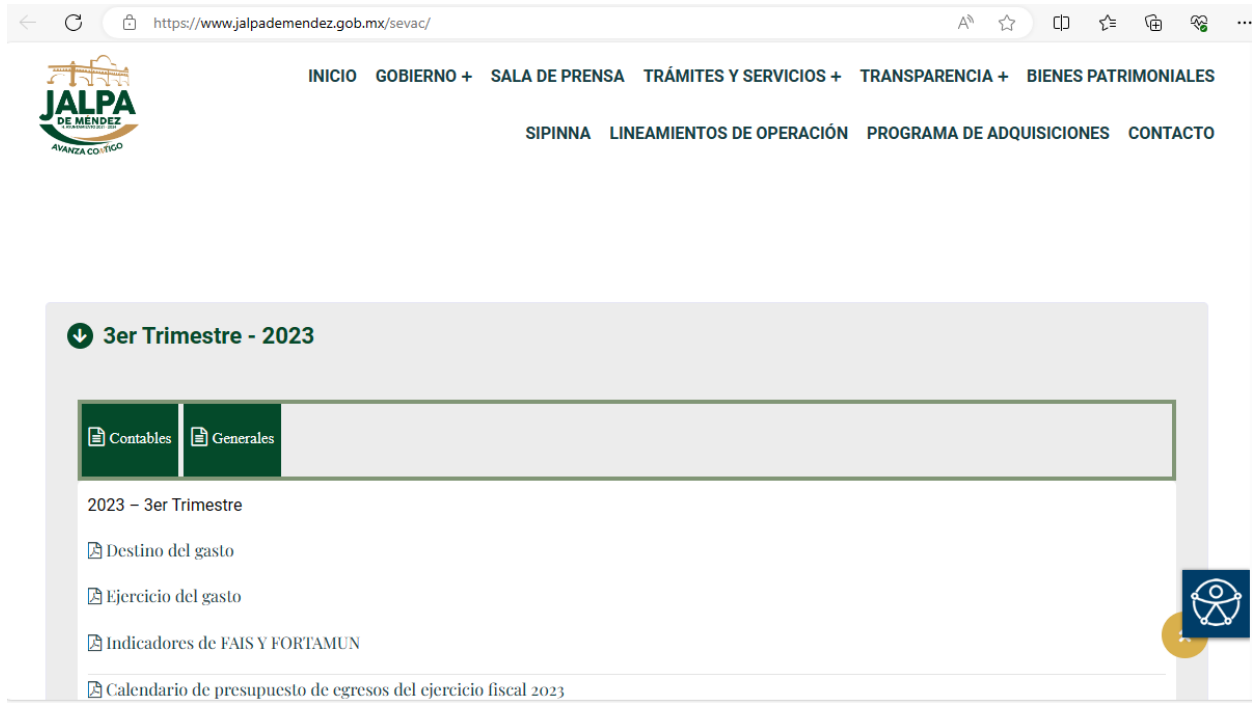 https://www.jalpademendez.gob.mx/sevac/
JALPA
DE MÉNDEZ
AVANZA CONTIGO
INICIO GOBIERNO + SALA DE PRENSA TRÁMITES Y SERVICIOS + TRANSPARENCIA + BIENES PATRIMONIALES
SIPINNA LINEAMIENTOS DE OPERACIÓN PROGRAMA DE ADQUISICIONES CONTACTO
3er Trimestre - 2023
Contables Generales
2023 – 3er Trimestre
Destino del gasto
Ejercicio del gasto
Indicadores de FAIS Y FORTAMUN
Calendario de presupuesto de egresos del ejercicio fiscal 2023